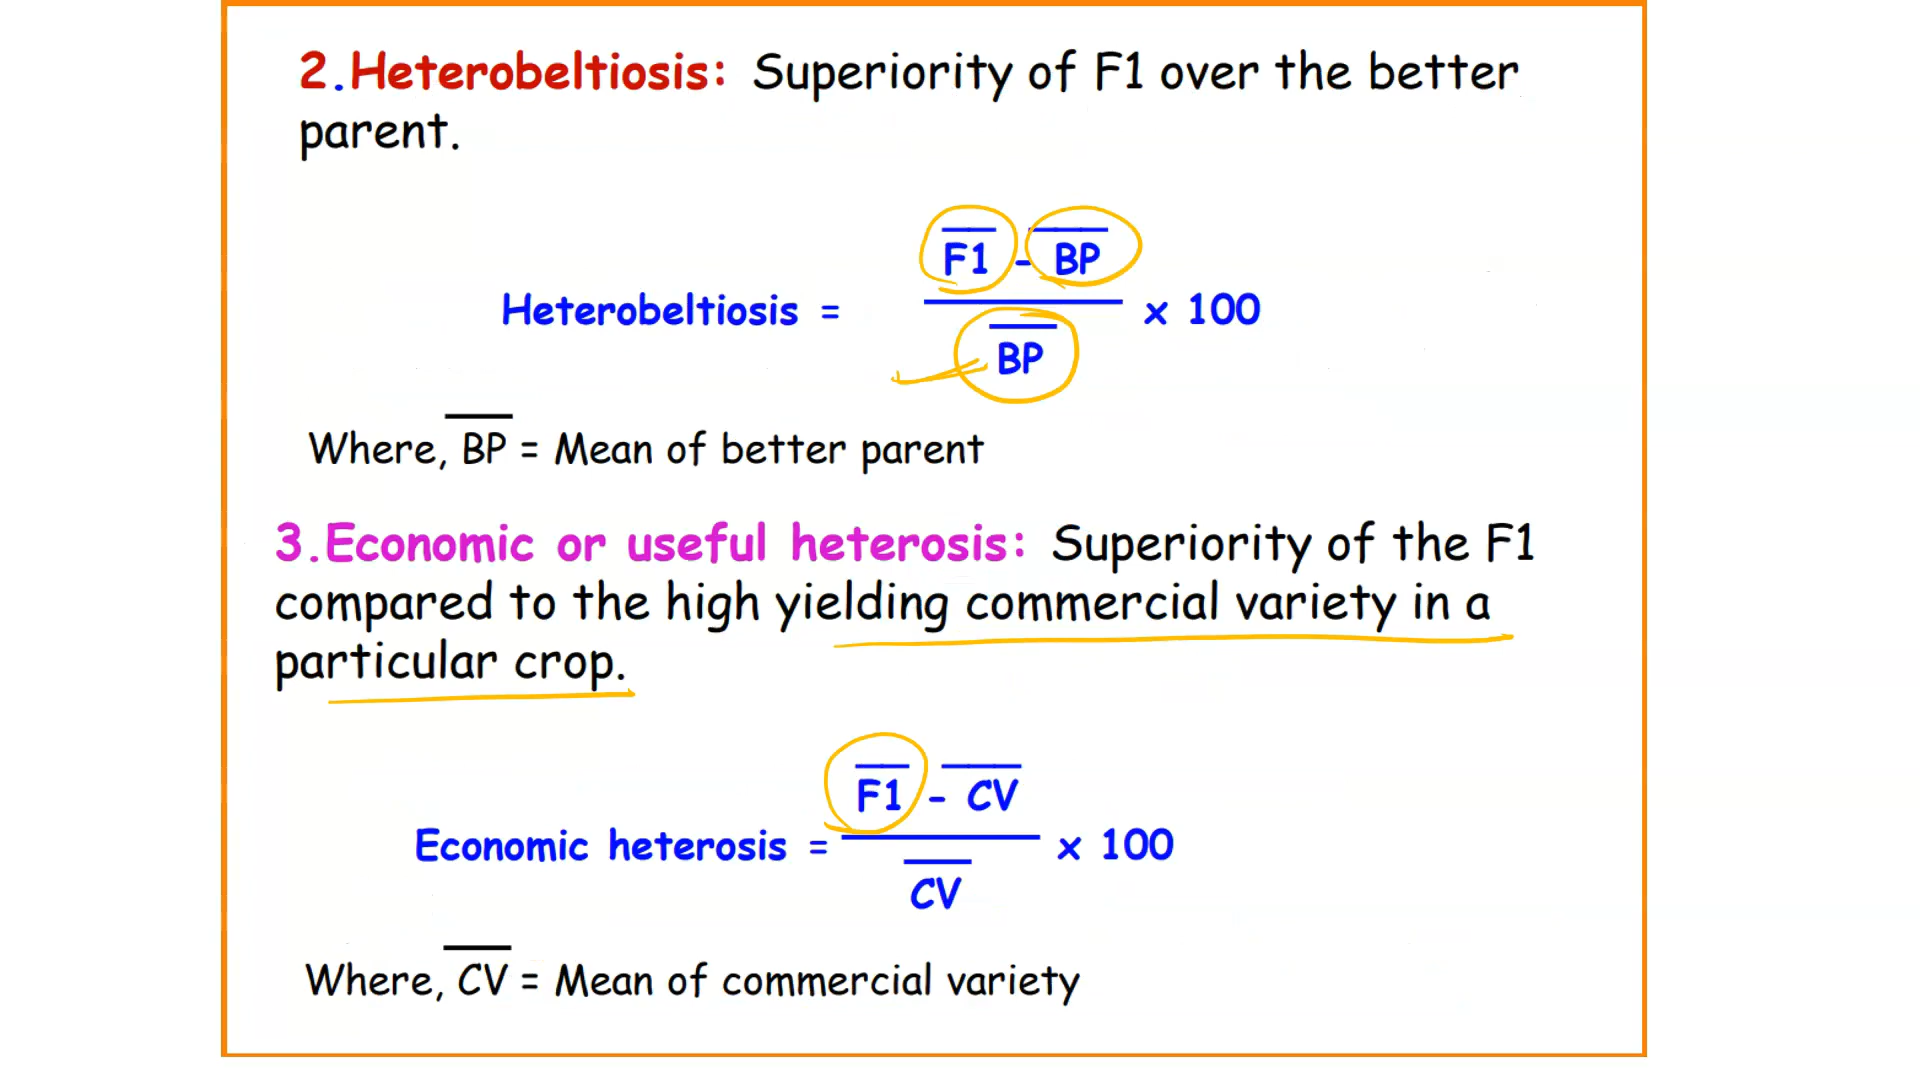 2.Heterobeltiosis: Superiority of F1 over the better
parent.
F1 - BP
Heterobeltiosis = x 100
BP
Where, BP = Mean of better parent
3.Economic or useful heterosis: Superiority of the F1
compared to the high yielding commercial variety in a
particular crop.
F1 - CV
Economic heterosis = x 100
CV
Where, CV = Mean of commercial variety